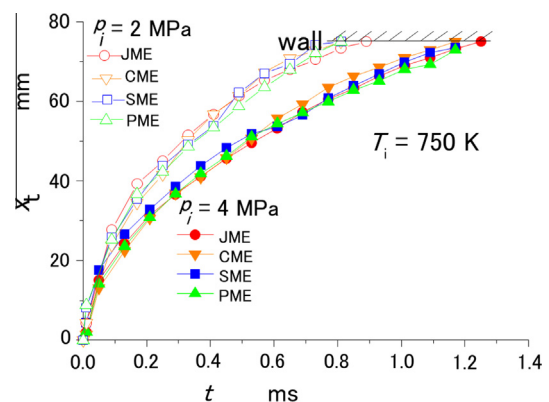 80
60
40
20
0
mm
x_t
p_i = 2 MPa
JME
CME
SME
PME
wall
T_i = 750 K
p_i = 4 MPa
JME
CME
SME
PME
0.0 0.2 0.4 0.6 0.8 1.0 1.2 1.4
t ms